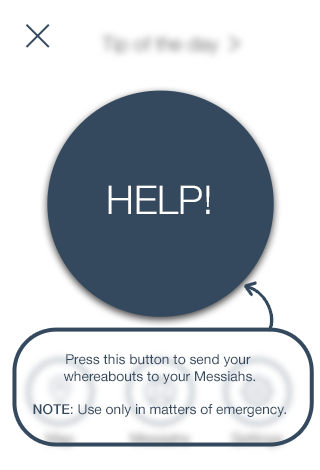 Tip of the day >
HELP!
Press this button to send your
whereabouts to your Messiahs.
NOTE: Use only in matters of emergency.